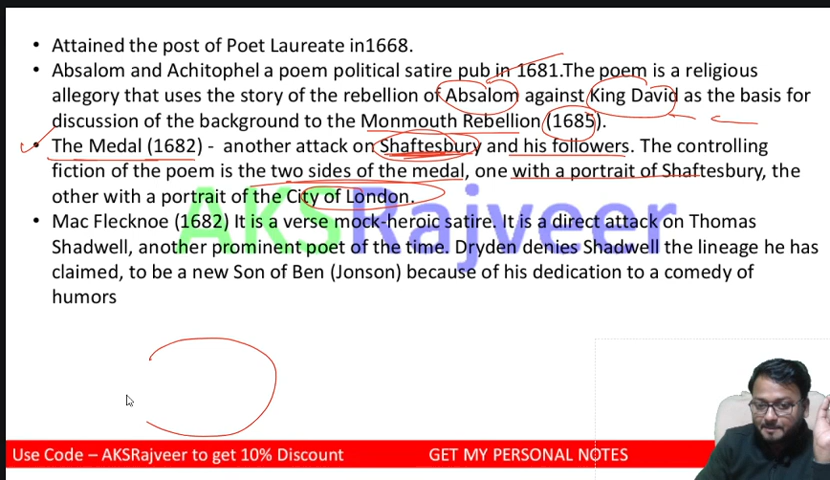 • Attained the post of Poet Laureate in1668.
• Absalom and Achitophel a poem political satire pub in 1681.The poem is a religious
allegory that uses the story of the rebellion of Absalom against King David as the basis for
discussion of the background to the Monmouth Rebellion (1685).
• The Medal (1682) - another attack on Shaftesbury and his followers. The controlling
fiction of the poem is the two sides of the medal, one with a portrait of Shaftesbury, the
other with a portrait of the City of London.
• Mac Flecknoe (1682) It is a verse mock-heroic satire. It is a direct attack on Thomas
Shadwell, another prominent poet of the time. Dryden denies Shadwell the lineage he has
claimed, to be a new Son of Ben (Jonson) because of his dedication to a comedy of
humors
AKSRajveer
Use Code – AKSRajveer to get 10% Discount GET MY PERSONAL NOTES